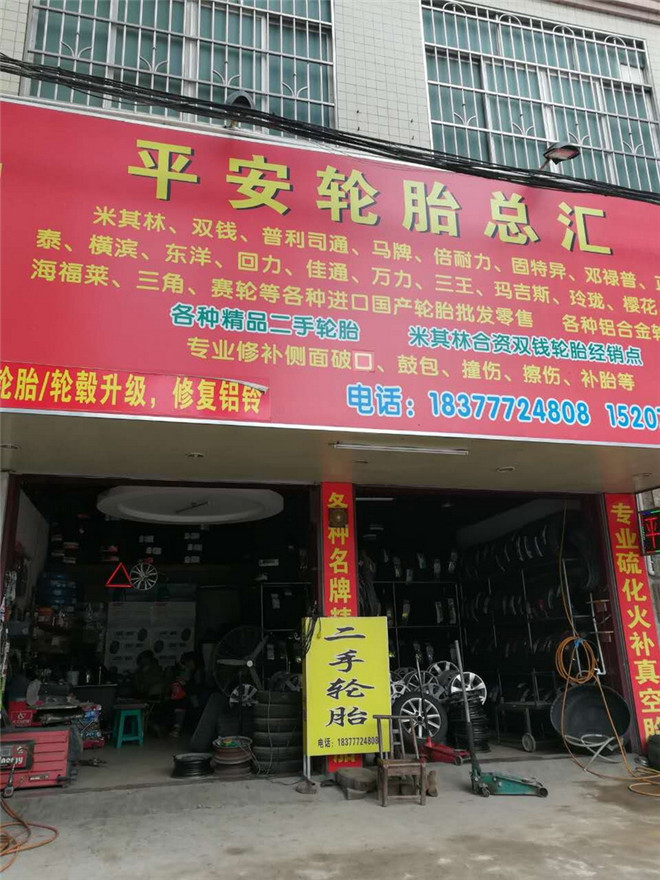 平安轮胎总汇
米其林、双钱、普利司通、马牌、倍耐力、固特异、邓禄普、
泰、横滨、东洋、回力、佳通、万力、三王、玛吉斯、玲珑、樱花
海福莱、三角、赛轮等各种进口国产轮胎批发零售 各种铝合金轮
各种精品二手轮胎 米其林合资双钱轮胎经销点
专业修补侧面破口、鼓包、撞伤、擦伤、补胎等
轮胎/轮毂升级，修复铝铃
电话：18377724808 1520
各种名牌精
专业硫化火补真空胎
平
二手轮胎
电话：18377724808